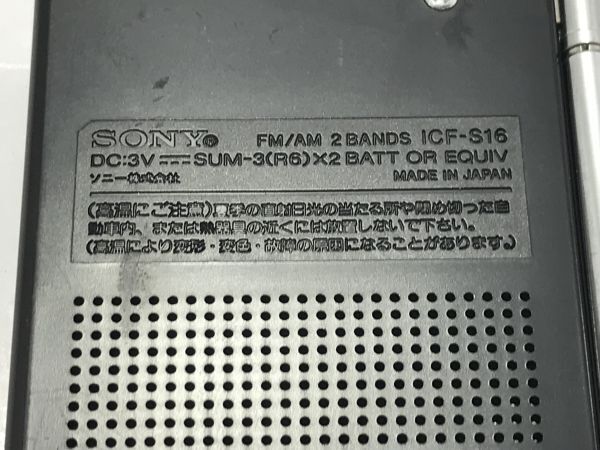 SONY® FM/AM 2 BANDS ICF-S16
DC:3V ⎓ SUM-3(R6)×2 BATT OR EQUIV
ソニー株式会社 MADE IN JAPAN
(高温にご注意)夏季の直射日光の当たる所や閉め切った自
動車内、または熱器具の近くには放置しないで下さい。
(高温により変形・変色・故障の原因になることがあります。)